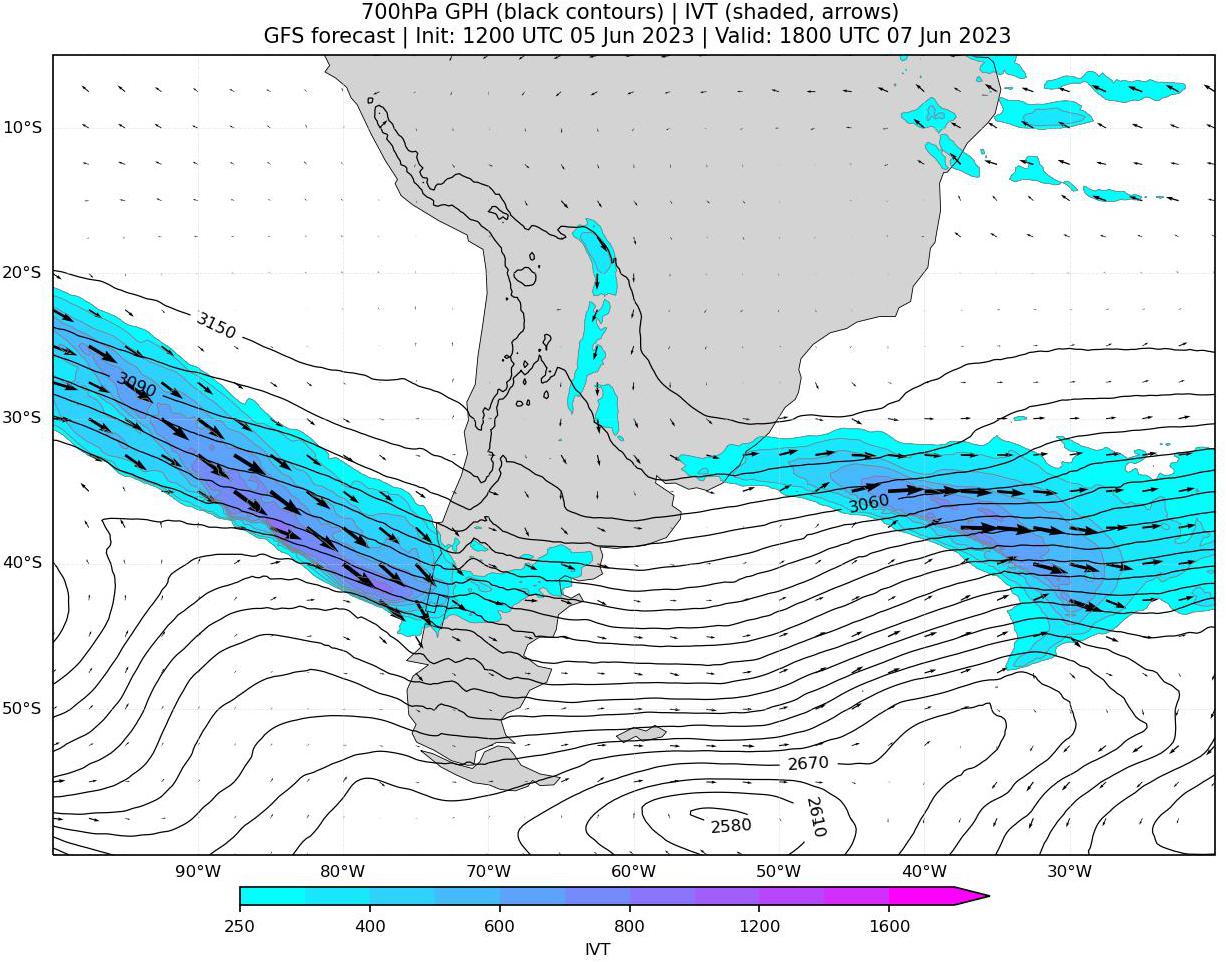 700hPa GPH (black contours) | IVT (shaded, arrows)
GFS forecast | Init: 1200 UTC 05 Jun 2023 | Valid: 1800 UTC 07 Jun 2023
10°S
20°S
3150
3090
30°S
3060
40°S
50°S
2670
2610
2580
90°W 80°W 70°W 60°W 50°W 40°W 30°W
250 400 600 800 1200 1600
IVT